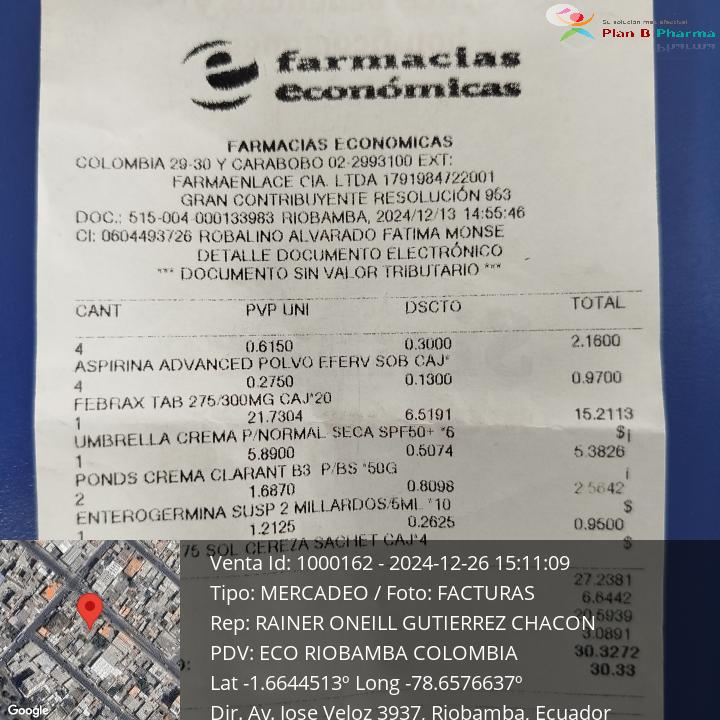 Su solución más efectiva!
Plan B Pharma
farmacias
económicas
FARMACIAS ECONOMICAS
COLOMBIA 29-30 Y CARABOBO 02-2993100 EXT:
FARMAENLACE CIA. LTDA 1791984722001
GRAN CONTRIBUYENTE RESOLUCIÓN 953
DOC.: 515-004-000133983 RIOBAMBA, 2024/12/13 14:55:46
CI: 0604493726 ROBALINO ALVARADO FATIMA MONSE
DETALLE DOCUMENTO ELECTRÓNICO
*** DOCUMENTO SIN VALOR TRIBUTARIO ***
CANT PVP UNI DSCTO TOTAL
4 0.6150 0.3000 2.1600
ASPIRINA ADVANCED POLVO EFERV SOB CAJ*
4 0.2750 0.1300 0.9700
FEBRAX TAB 275/300MG CAJ*20
1 21.7304 6.5191 15.2113
UMBRELLA CREMA P/NORMAL SECA SPF50+ *6 $¡
1 5.8900 0.5074 5.3826
PONDS CREMA CLARANT B3 P/BS *50G ¡
2 1.6870 0.8098 2.5642
ENTEROGERMINA SUSP 2 MILLARDOS/5ML *10 $
1 1.2125 0.2625 0.9500
75 SOL CEREZA SACHET CAJ*4 $
27.2381
6.6442
20.5939
3.0891
30.3272
30.33
Venta Id: 1000162 - 2024-12-26 15:11:09
Tipo: MERCADEO / Foto: FACTURAS
Rep: RAINER ONEILL GUTIERREZ CHACON
PDV: ECO RIOBAMBA COLOMBIA
Lat -1.6644513º Long -78.6576637º
Dir. Av. Jose Veloz 3937, Riobamba, Ecuador
Google